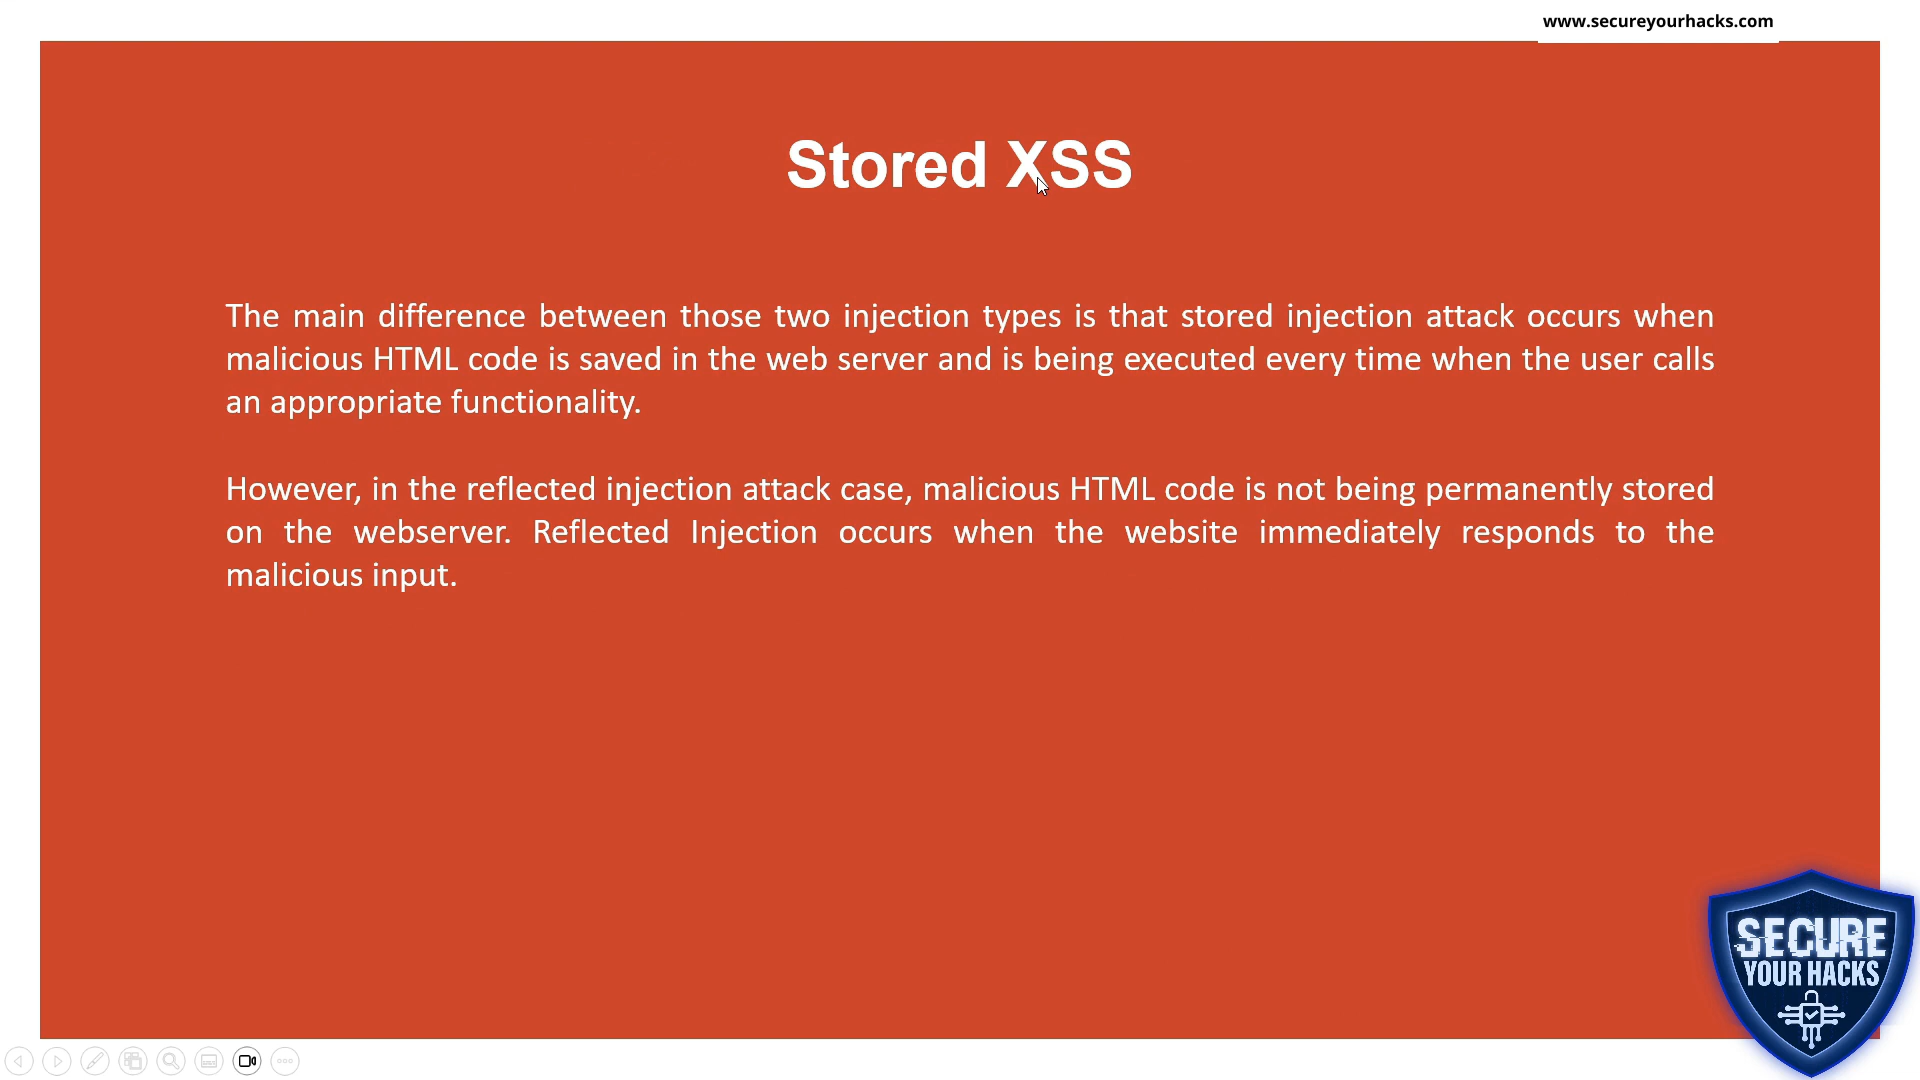 www.secureyourhacks.com
Stored XSS
The main difference between those two injection types is that stored injection attack occurs when
malicious HTML code is saved in the web server and is being executed every time when the user calls
an appropriate functionality.
However, in the reflected injection attack case, malicious HTML code is not being permanently stored
on the webserver. Reflected Injection occurs when the website immediately responds to the
malicious input.
SECURE
YOUR HACKS